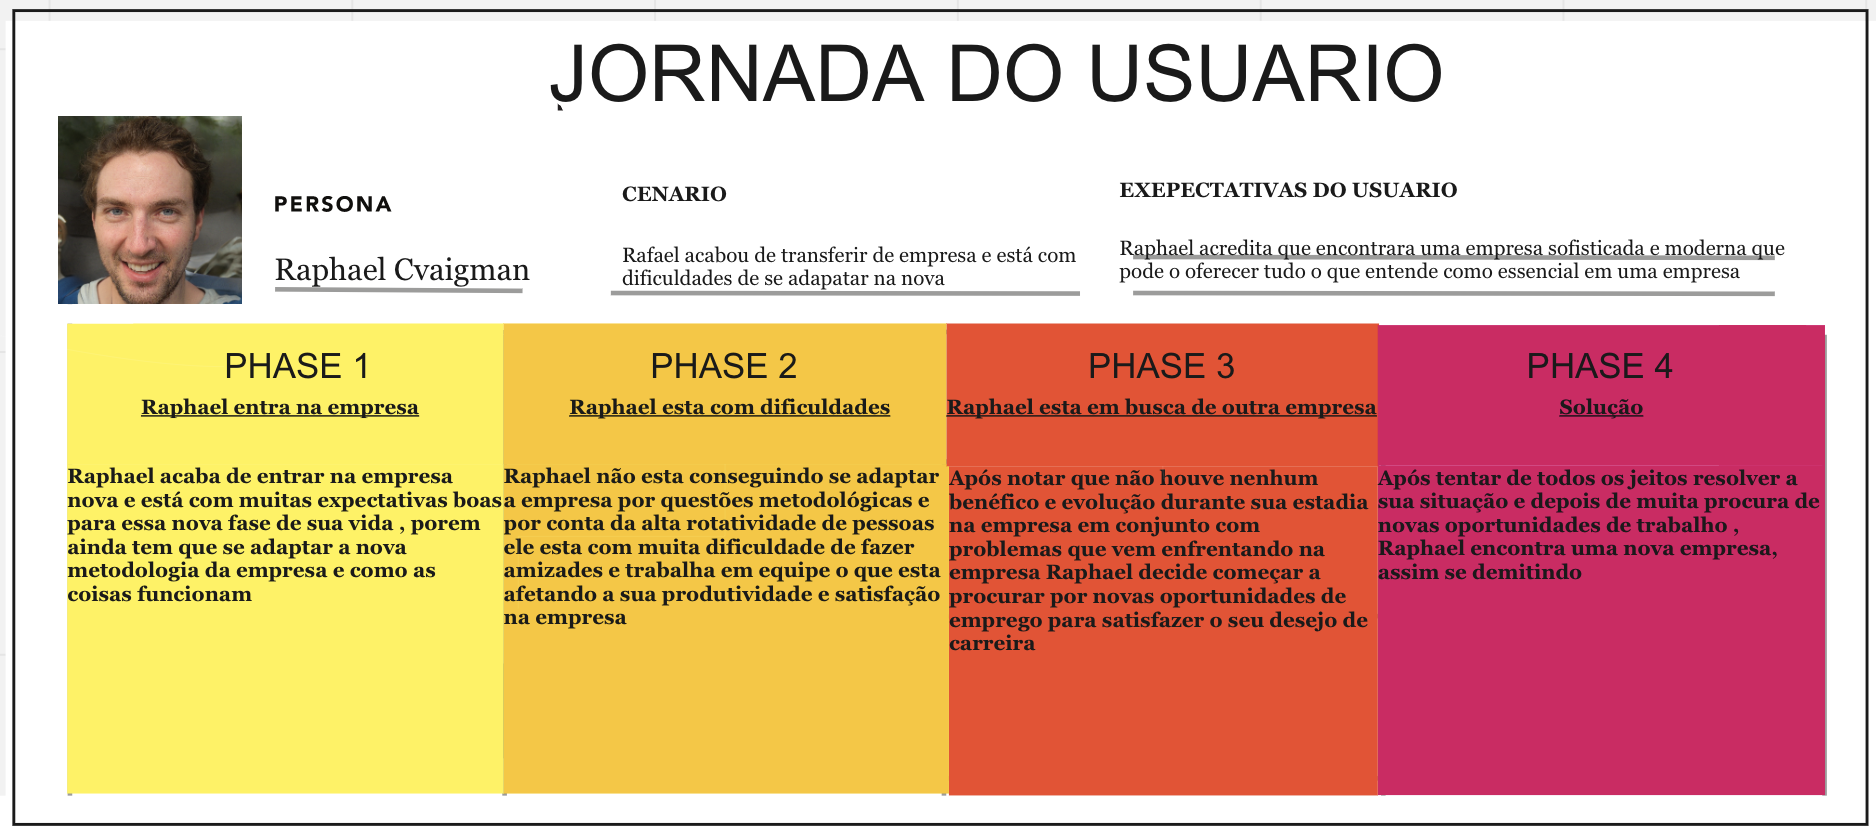 JORNADA DO USUARIO
PERSONA
Raphael Cvaigman
CENARIO
Rafael acabou de transferir de empresa e está com
dificuldades de se adapatar na nova
EXEPECTATIVAS DO USUARIO
Raphael acredita que encontrara uma empresa sofisticada e moderna que
pode o oferecer tudo o que entende como essencial em uma empresa
PHASE 1
Raphael entra na empresa
Raphael acaba de entrar na empresa
nova e está com muitas expectativas boas
para essa nova fase de sua vida , porem
ainda tem que se adaptar a nova
metodologia da empresa e como as
coisas funcionam
PHASE 2
Raphael esta com dificuldades
Raphael não esta conseguindo se adaptar
a empresa por questões metodológicas e
por conta da alta rotatividade de pessoas
ele esta com muita dificuldade de fazer
amizades e trabalha em equipe o que esta
afetando a sua produtividade e satisfação
na empresa
PHASE 3
Raphael esta em busca de outra empresa
Após notar que não houve nenhum
benéfico e evolução durante sua estadia
na empresa em conjunto com
problemas que vem enfrentando na
empresa Raphael decide começar a
procurar por novas oportunidades de
emprego para satisfazer o seu desejo de
carreira
PHASE 4
Solução
Após tentar de todos os jeitos resolver a
sua situação e depois de muita procura de
novas oportunidades de trabalho ,
Raphael encontra uma nova empresa,
assim se demitindo